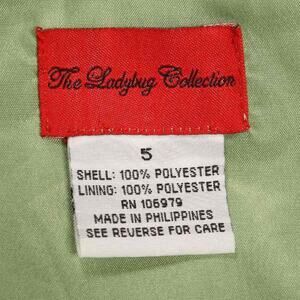 The Ladybug Collection
5
SHELL: 100% POLYESTER
LINING: 100% POLYESTER
RN 106979
MADE IN PHILIPPINES
SEE REVERSE FOR CARE